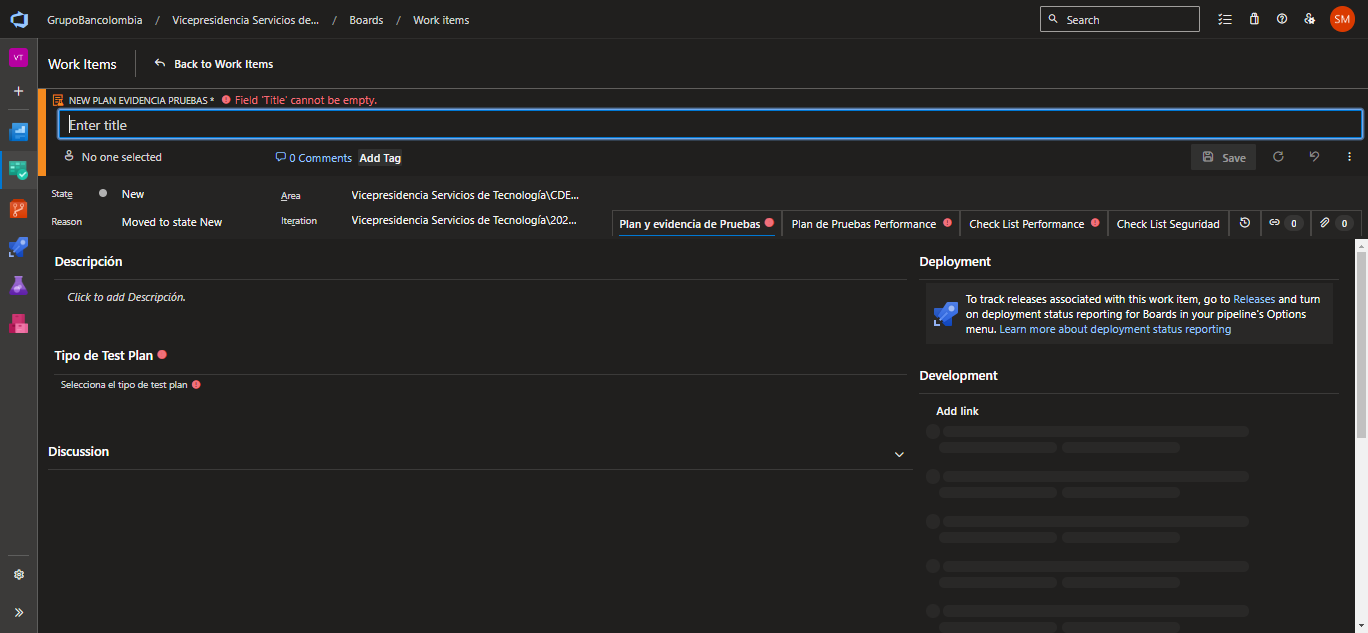 GrupoBancolombia / Vicepresidencia Servicios de... / Boards / Work items
Search
SM
VT
Work Items
Back to Work Items
NEW PLAN EVIDENCIA PRUEBAS * Field 'Title' cannot be empty.
Enter title
No one selected
0 Comments
Add Tag
Save
State
New
Area
Vicepresidencia Servicios de Tecnología\CDE...
Reason
Moved to state New
Iteration
Vicepresidencia Servicios de Tecnología\202...
Plan y evidencia de Pruebas
Plan de Pruebas Performance
Check List Performance
Check List Seguridad
0
0
Descripción
Click to add Descripción.
Tipo de Test Plan
Selecciona el tipo de test plan
Discussion
Deployment
To track releases associated with this work item, go to Releases and turn
on deployment status reporting for Boards in your pipeline's Options
menu. Learn more about deployment status reporting
Development
Add link